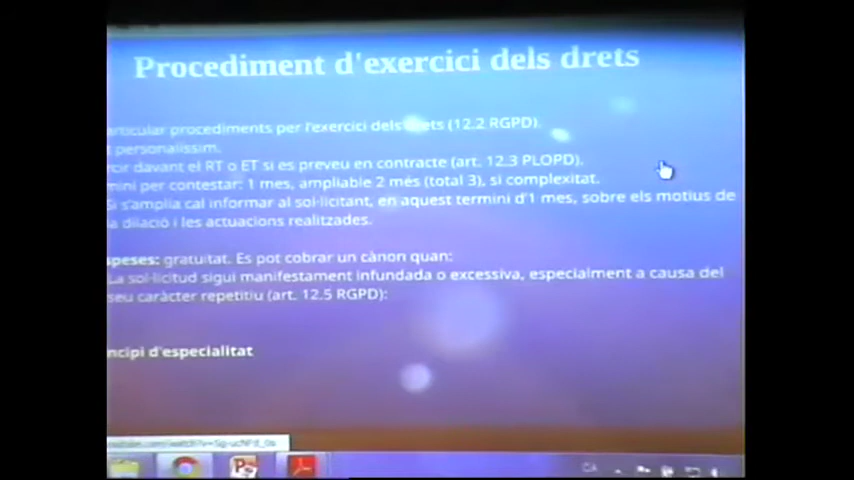 Procediment d'exercici dels drets
articular procediments per l'exercici dels drets (12.2 RGPD).
t personalíssim.
rcir davant el RT o ET si es preveu en contracte (art. 12.3 PLOPD).
mini per contestar: 1 mes, ampliable 2 més (total 3), si complexitat.
Si s'amplia cal informar al sol·licitant, en aquest termini d'1 mes, sobre els motius de
la dilació i les actuacions realitzades.
speses: gratuïtat. Es pot cobrar un cànon quan:
La sol·licitud sigui manifestament infundada o excessiva, especialment a causa del
seu caràcter repetitiu (art. 12.5 RGPD):
ncipi d'especialitat
CA